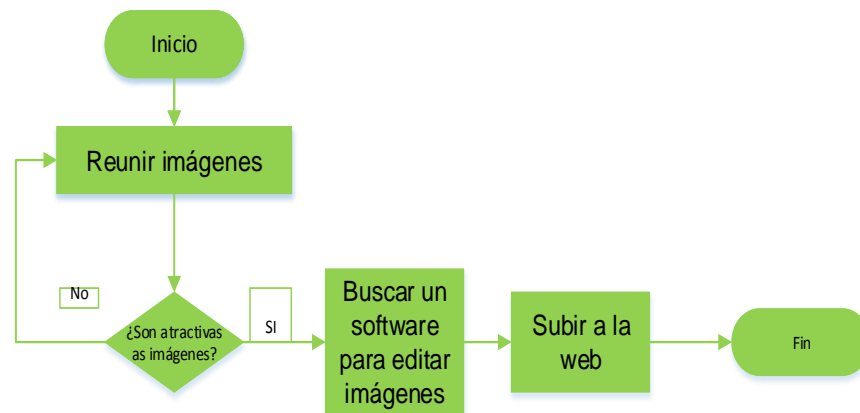 Inicio
Reunir imágenes
No
¿Son atractivas
as imágenes?
SI
Buscar un
software
para editar
imágenes
Subir a la
web
Fin